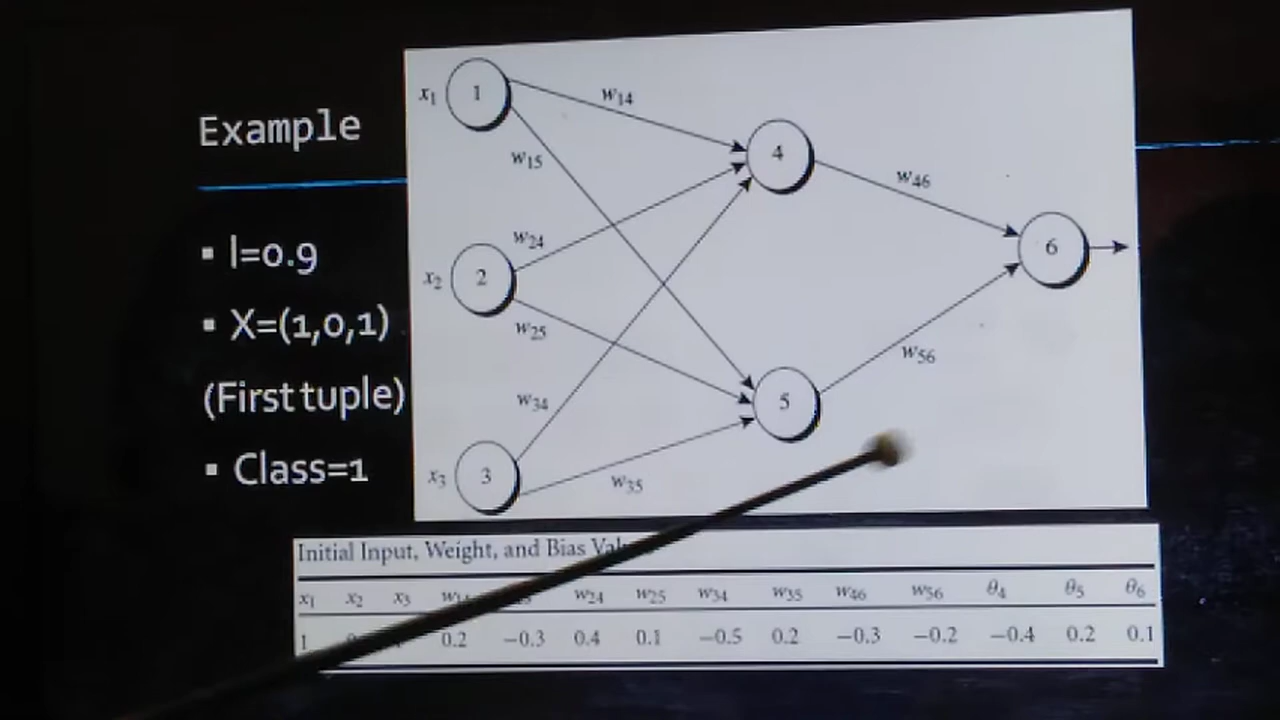 Example
▪ l=0.9
▪ X=(1,0,1)
(First tuple)
▪ Class=1
x1 1
w14
w15
4
w46
w24
x2 2
6
w25
w56
w34
5
x3 3
w35
Initial Input, Weight, and Bias
x1 x2 x3 w24 w25 w34 w35 w46 w56 θ4 θ5 θ6
1 0.2 −0.3 0.4 0.1 −0.5 0.2 −0.3 −0.2 −0.4 0.2 0.1